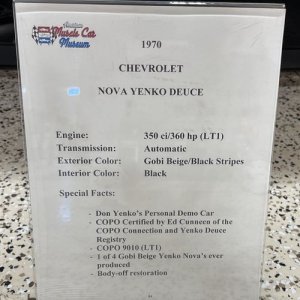 Muscle Car
Museum
1970
CHEVROLET
NOVA YENKO DEUCE
Engine: 350 ci/360 hp (LT1)
Transmission: Automatic
Exterior Color: Gobi Beige/Black Stripes
Interior Color: Black
Special Facts:
- Don Yenko's Personal Demo Car
- COPO Certified by Ed Cunneen of the
COPO Connection and Yenko Deuce
Registry
- COPO 9010 (LT1)
- 1 of 4 Gobi Beige Yenko Nova's ever
produced
- Body-off restoration